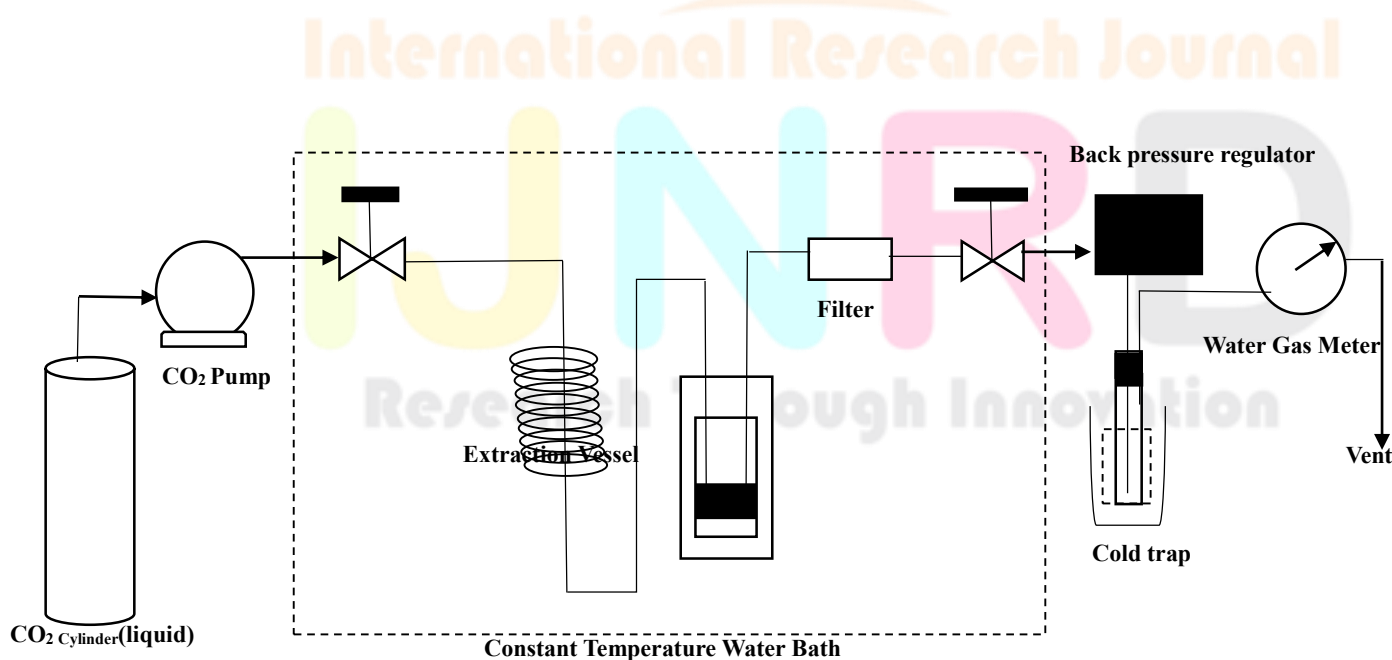 International Research Journal
IJNRD
Back pressure regulator
Filter
Water Gas Meter
CO₂ Pump
Research Through Innovation
Extraction Vessel
Vent
Cold trap
CO₂ Cylinder(liquid)
Constant Temperature Water Bath